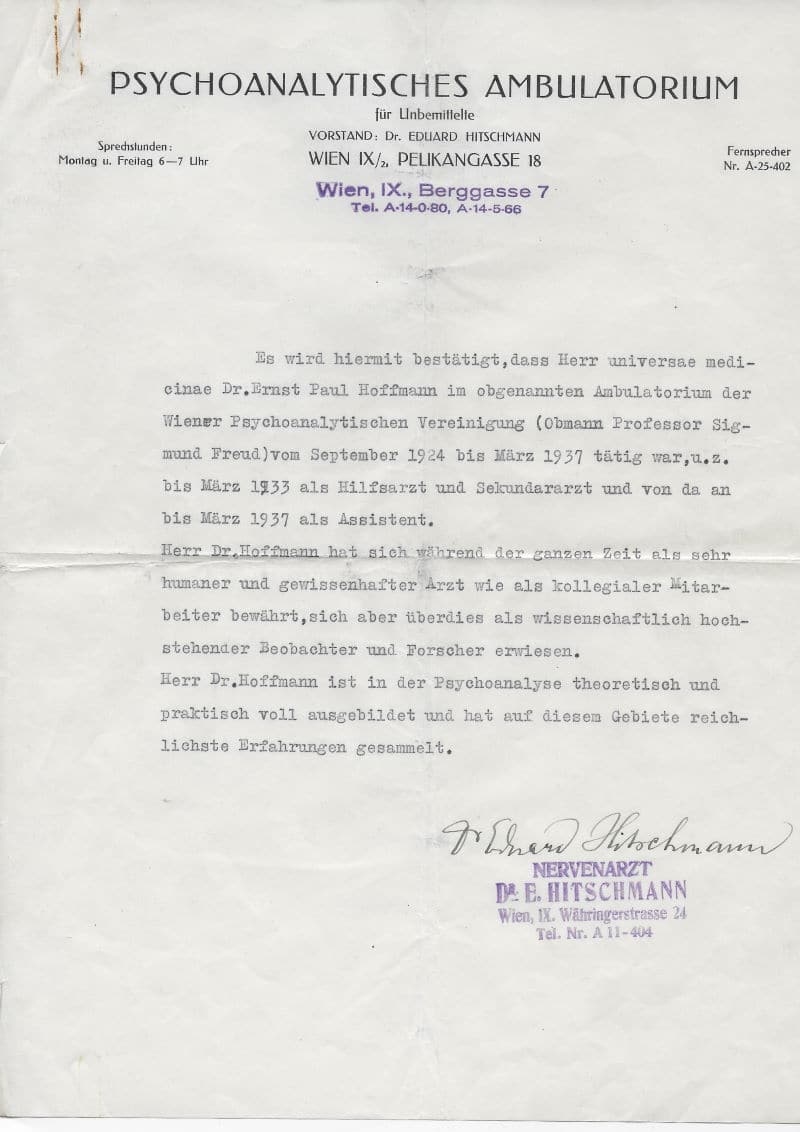 PSYCHOANALYTISCHES AMBULATORIUM
für Unbemittelte
VORSTAND: Dr. EDUARD HITSCHMANN
Sprechstunden:
Montag u. Freitag 6—7 Uhr
WIEN IX/2, PELIKANGASSE 18
Fernsprecher
Nr. A-25-402
Wien, IX., Berggasse 7
Tel. A-14-0-80, A-14-5-66
Es wird hiermit bestätigt,dass Herr universae medi-
cinae Dr.Ernst Paul Hoffmann im obgenannten Ambulatorium der
Wiener Psychoanalytischen Vereinigung (Obmann Professor Sig-
mund Freud)vom September 1924 bis März 1937 tätig war,u.z.
bis März 1933 als Hilfsarzt und Sekundararzt und von da an
bis März 1937 als Assistent.
Herr Dr.Hoffmann hat sich während der ganzen Zeit als sehr
humaner und gewissenhafter Arzt wie als kollegialer Mitar-
beiter bewährt,sich aber überdies als wissenschaftlich hoch-
stehender Beobachter und Forscher erwiesen.
Herr Dr.Hoffmann ist in der Psychoanalyse theoretisch und
praktisch voll ausgebildet und hat auf diesem Gebiete reich-
lichste Erfahrungen gesammelt.
Dr Eduard Hitschmann
NERVENARZT
Dr. E. HITSCHMANN
Wien, IX. Währingerstrasse 24
Tel. Nr. A 11-404